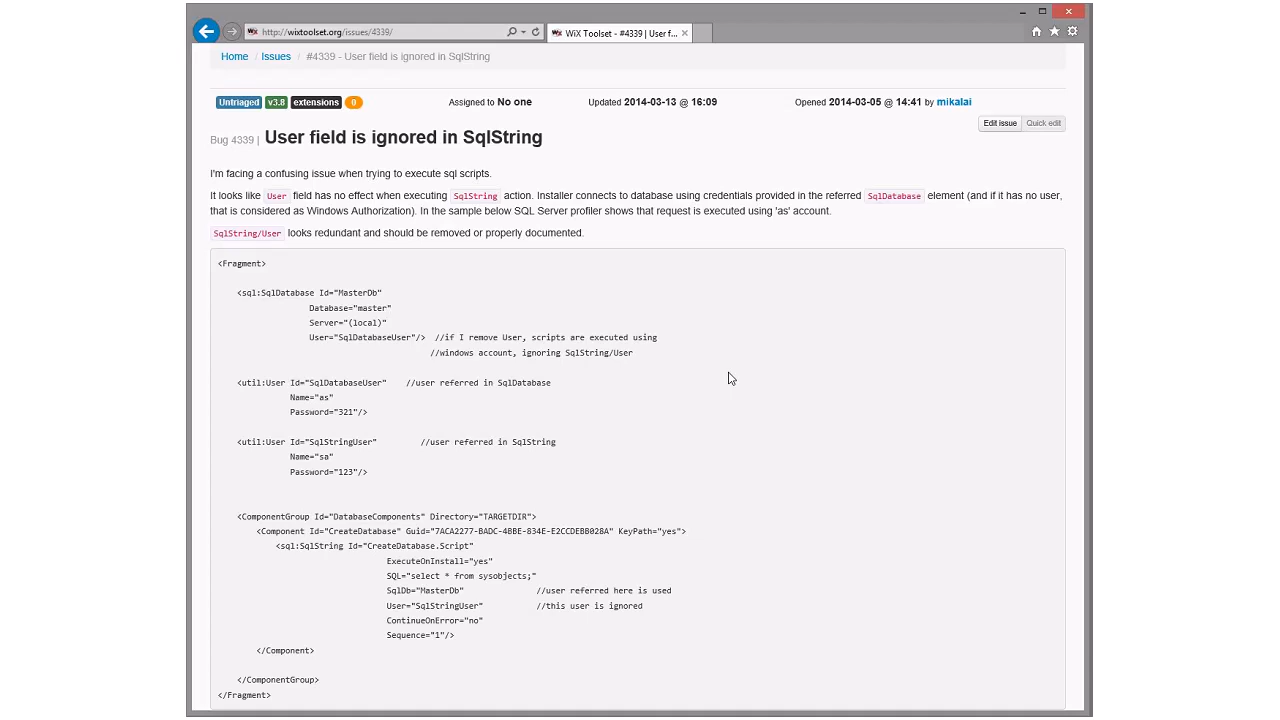 http://wixtoolset.org/issues/4339/
WiX Toolset - #4339 | User f...
Home / Issues / #4339 - User field is ignored in SqlString
Untriaged v3.8 extensions 0 Assigned to No one Updated 2014-03-13 @ 16:09 Opened 2014-03-05 @ 14:41 by mikalai
Edit issue Quick edit
Bug 4339 | User field is ignored in SqlString
I'm facing a confusing issue when trying to execute sql scripts.
It looks like User field has no effect when executing SqlString action. Installer connects to database using credentials provided in the referred SqlDatabase element (and if it has no user,
that is considered as Windows Authorization). In the sample below SQL Server profiler shows that request is executed using 'as' account.
SqlString/User looks redundant and should be removed or properly documented.
<Fragment>
<sql:SqlDatabase Id="MasterDb"
Database="master"
Server="(local)"
User="SqlDatabaseUser"/> //if I remove User, scripts are executed using
//windows account, ignoring SqlString/User
<util:User Id="SqlDatabaseUser" //user referred in SqlDatabase
Name="as"
Password="321"/>
<util:User Id="SqlStringUser" //user referred in SqlString
Name="sa"
Password="123"/>
<ComponentGroup Id="DatabaseComponents" Directory="TARGETDIR">
<Component Id="CreateDatabase" Guid="7ACA2277-BADC-4BBE-834E-E2CCDEBB028A" KeyPath="yes">
<sql:SqlString Id="CreateDatabase.Script"
ExecuteOnInstall="yes"
SQL="select * from sysobjects;"
SqlDb="MasterDb" //user referred here is used
User="SqlStringUser" //this user is ignored
ContinueOnError="no"
Sequence="1"/>
</Component>
</ComponentGroup>
</Fragment>